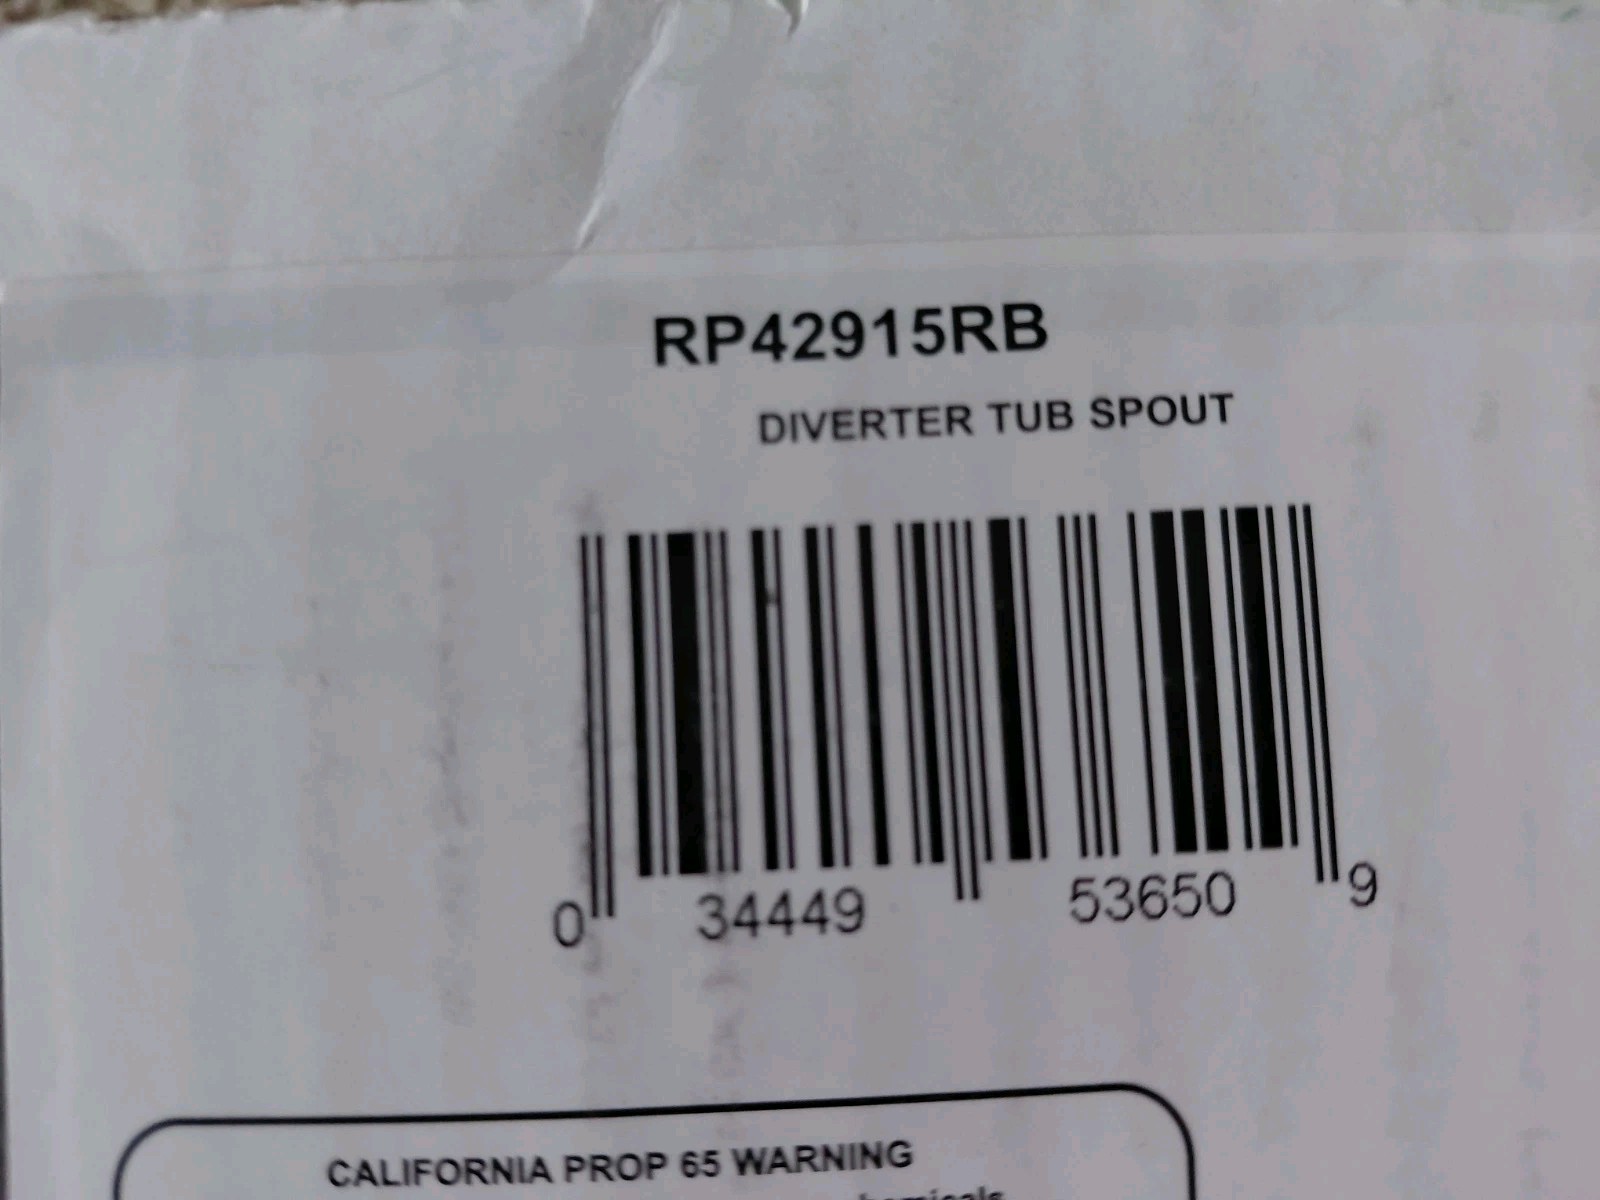 RP42915RB
DIVERTER TUB SPOUT
0 34449 53650 9
CALIFORNIA PROP 65 WARNING